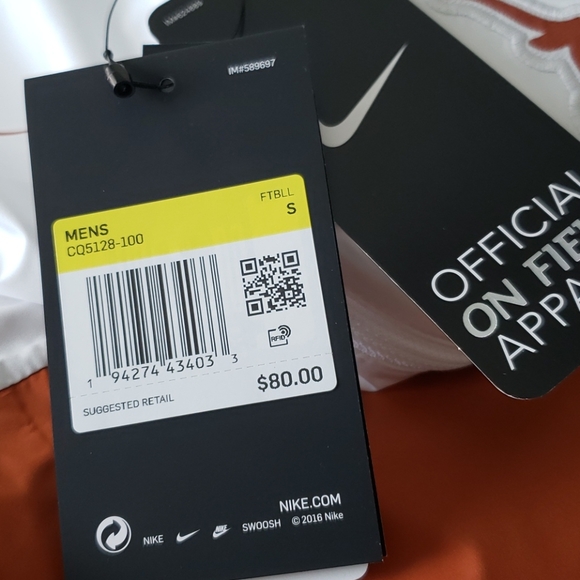 IM#589697
FTBLL
MENS S
CQ5128-100
RFID
1 94274 43403 3
$80.00
SUGGESTED RETAIL
NIKE.COM
NIKE SWOOSH © 2016 Nike
OFFICIAL
ON FIE
APPA